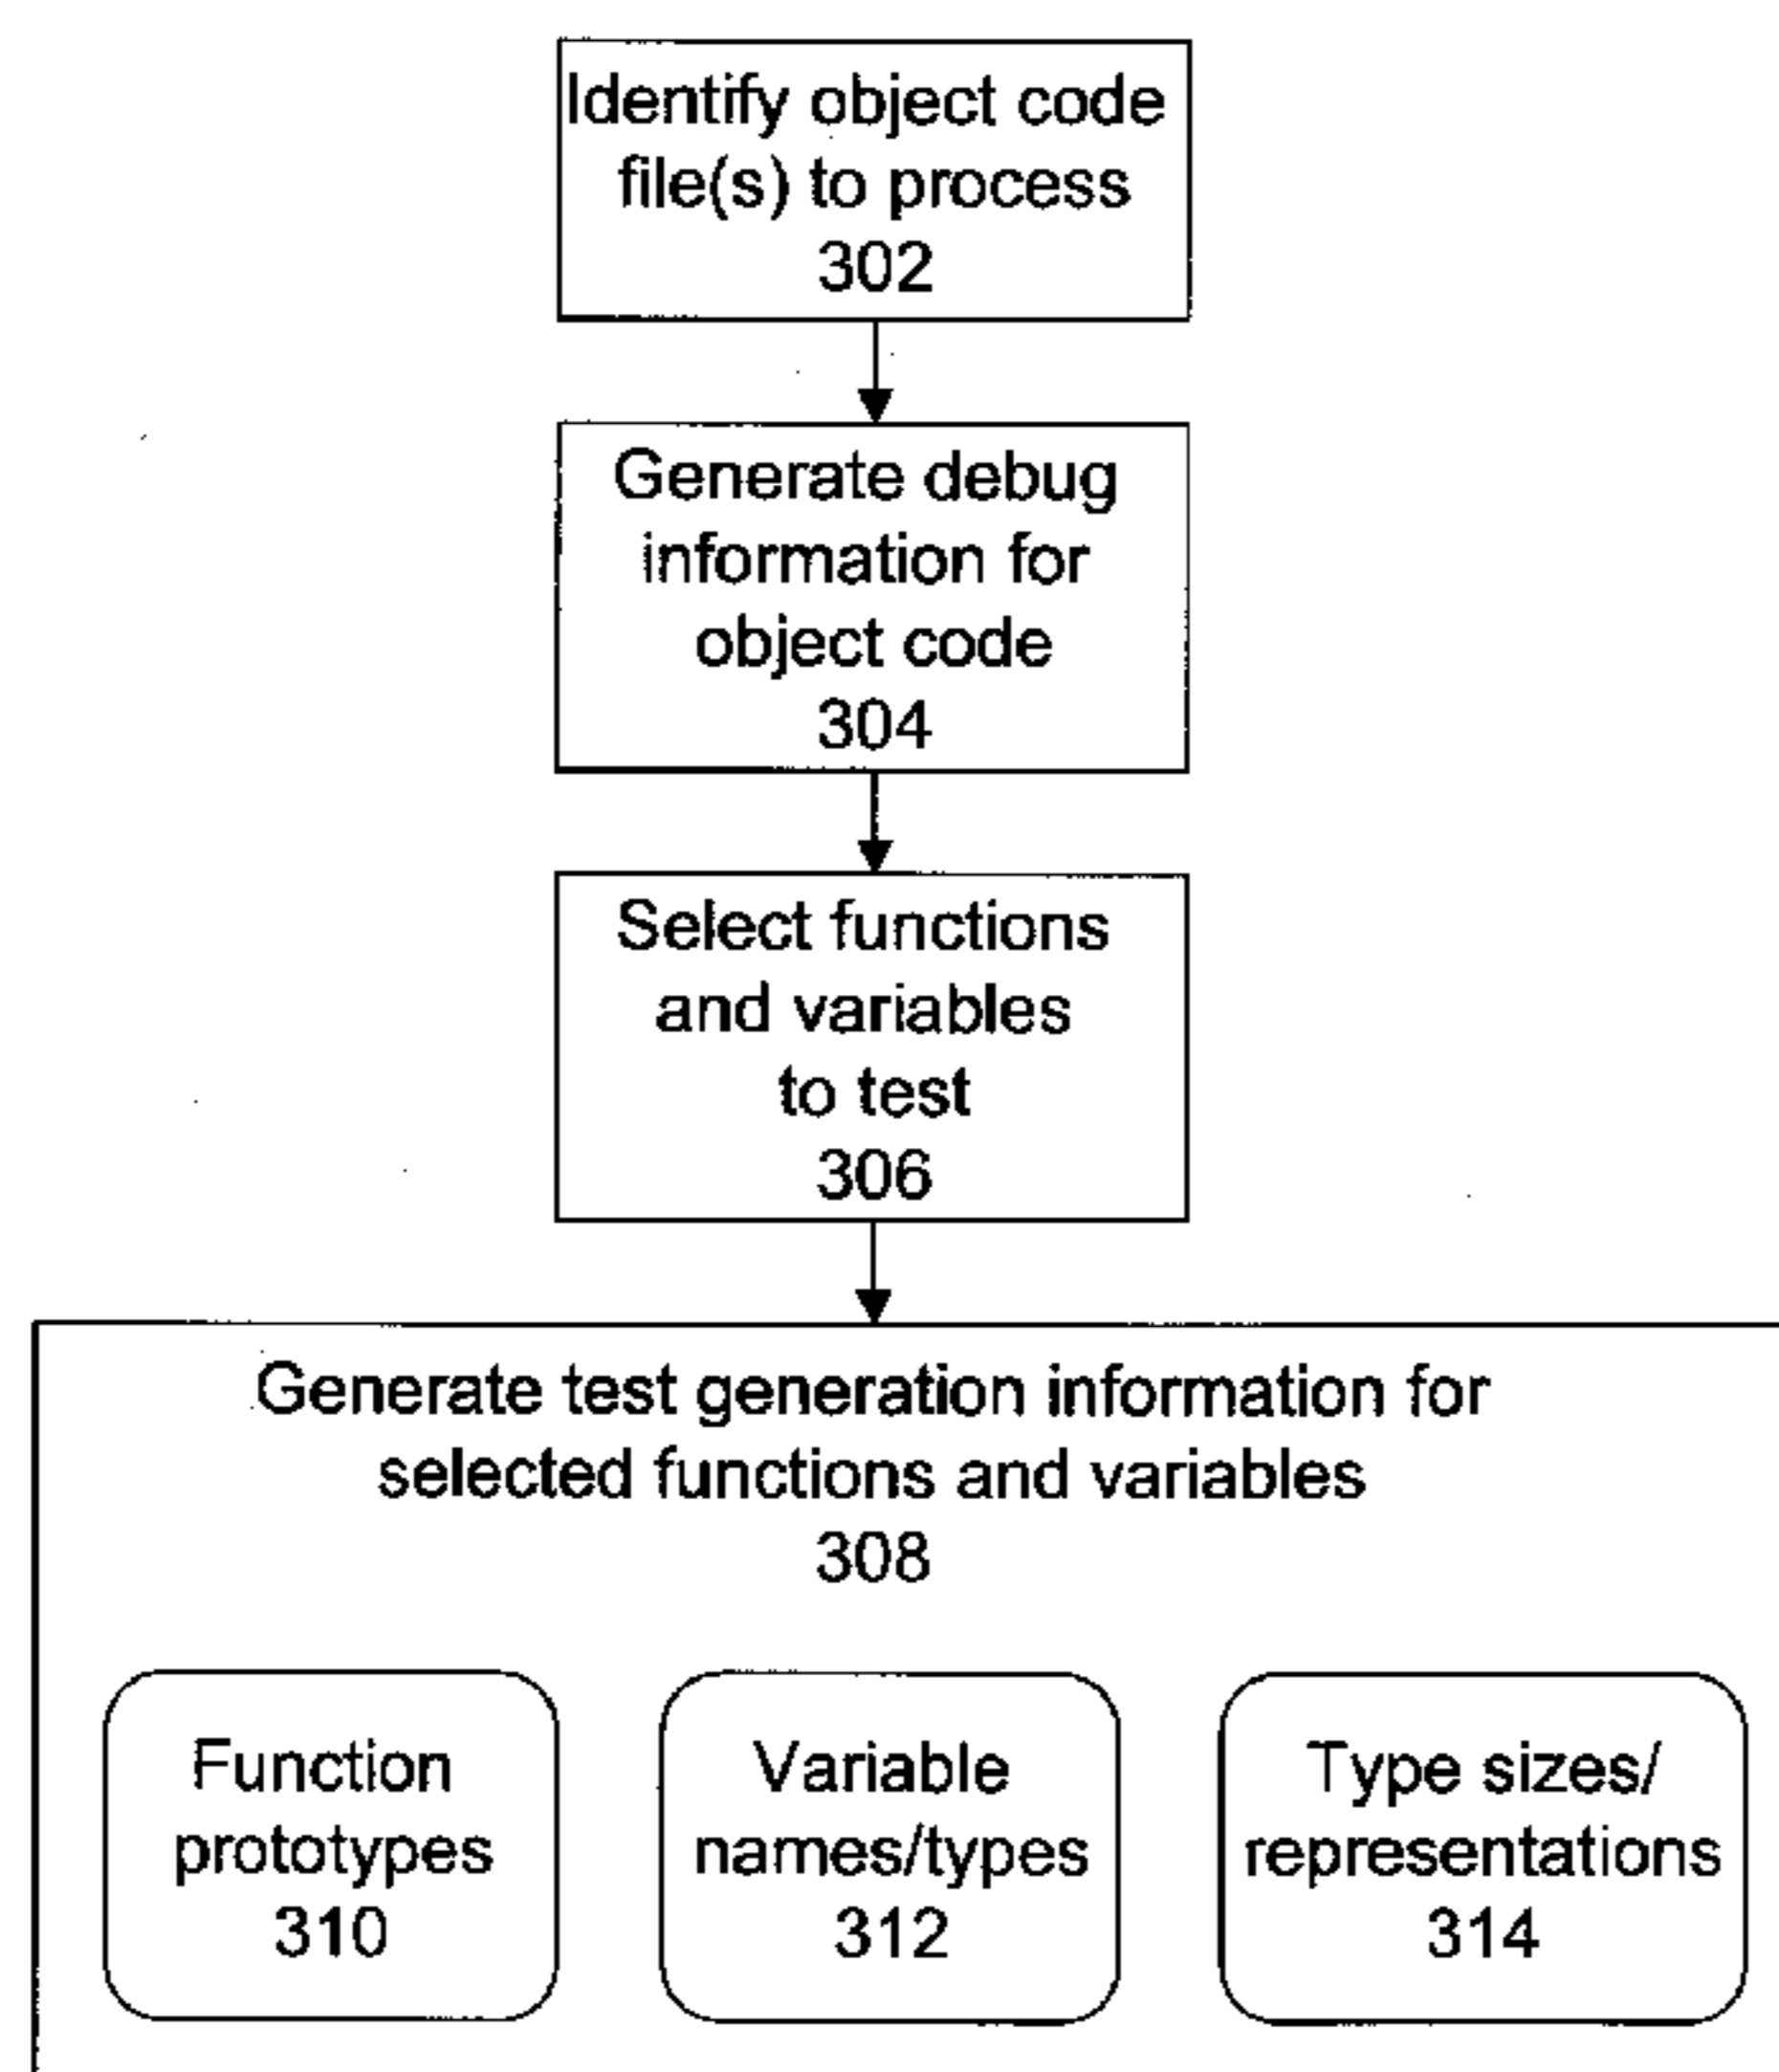 Identify object code
file(s) to process
302
Generate debug
information for
object code
304
Select functions
and variables
to test
306
Generate test generation information for
selected functions and variables
308
Function
prototypes
310
Variable
names/types
312
Type sizes/
representations
314